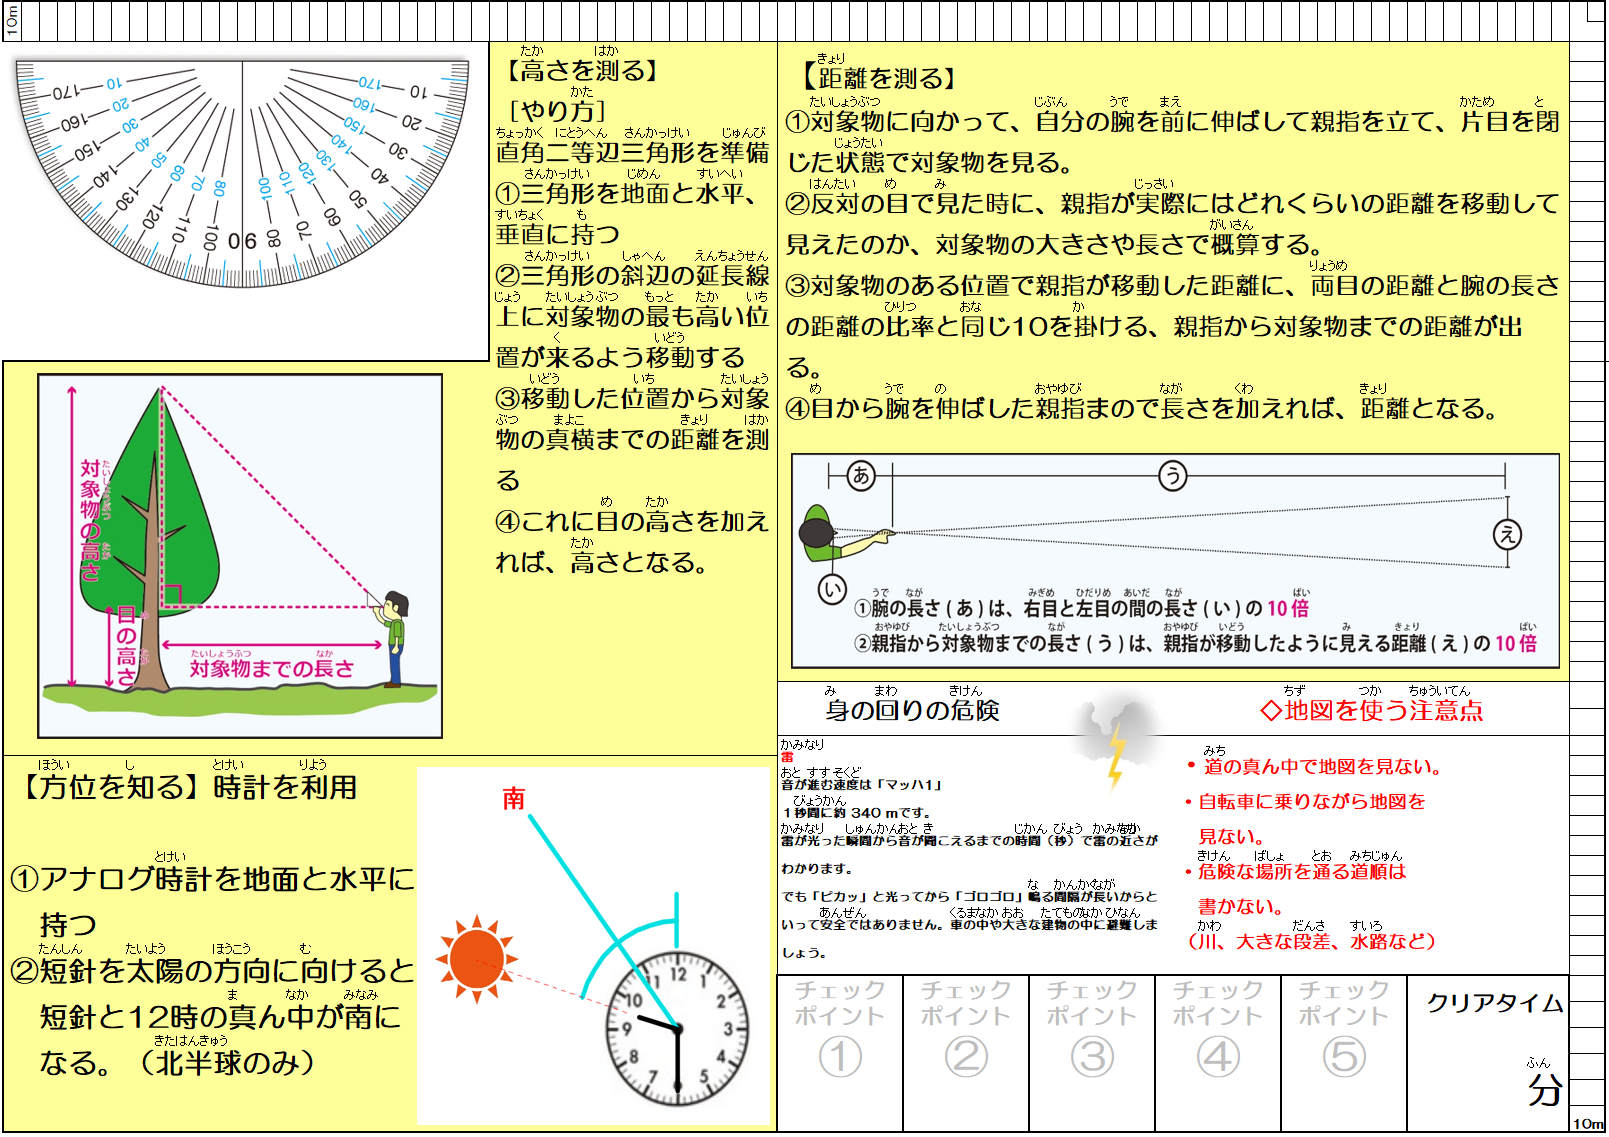 10m
10 20 30 40 50 60 70 80 90 100 110 120 130 140 150 160 170
170 160 150 140 130 120 110 100 80 70 60 50 40 30 20 10
【高さを測る】
［やり方］
直角二等辺三角形を準備
①三角形を地面と水平、
垂直に持つ
②三角形の斜辺の延長線
上に対象物の最も高い位
置が来るよう移動する
③移動した位置から対象
物の真横までの距離を測
る
④これに目の高さを加え
れば、高さとなる。
対象物の高さ
目の高さ
対象物までの長さ
【距離を測る】
①対象物に向かって、自分の腕を前に伸ばして親指を立て、片目を閉
じた状態で対象物を見る。
②反対の目で見た時に、親指が実際にはどれくらいの距離を移動して
見えたのか、対象物の大きさや長さで概算する。
③対象物のある位置で親指が移動した距離に、両目の距離と腕の長さ
の距離の比率と同じ10を掛ける、親指から対象物までの距離が出
る。
④目から腕を伸ばした親指まので長さを加えれば、距離となる。
あ
う
え
い
①腕の長さ(あ)は、右目と左目の間の長さ(い)の10倍
②親指から対象物までの長さ(う)は、親指が移動したように見える距離(え)の10倍
【方位を知る】時計を利用
①アナログ時計を地面と水平に
持つ
②短針を太陽の方向に向けると
短針と12時の真ん中が南に
なる。（北半球のみ）
南
12 1 2 3 4 5 7 8 9 10 11
身の回りの危険
雷
音が進む速度は「マッハ1」
１秒間に約 340 mです。
雷が光った瞬間から音が聞こえるまでの時間（秒）で雷の近さが
わかります。
でも「ピカッ」と光ってから「ゴロゴロ」鳴る間隔が長いからと
いって安全ではありません。車の中や大きな建物の中に避難しま
しょう。
◇地図を使う注意点
・道の真ん中で地図を見ない。
・自転車に乗りながら地図を
見ない。
・危険な場所を通る道順は
書かない。
（川、大きな段差、水路など）
チェック
ポイント
①
チェック
ポイント
②
チェック
ポイント
③
チェック
ポイント
④
チェック
ポイント
⑤
クリアタイム
分
10m